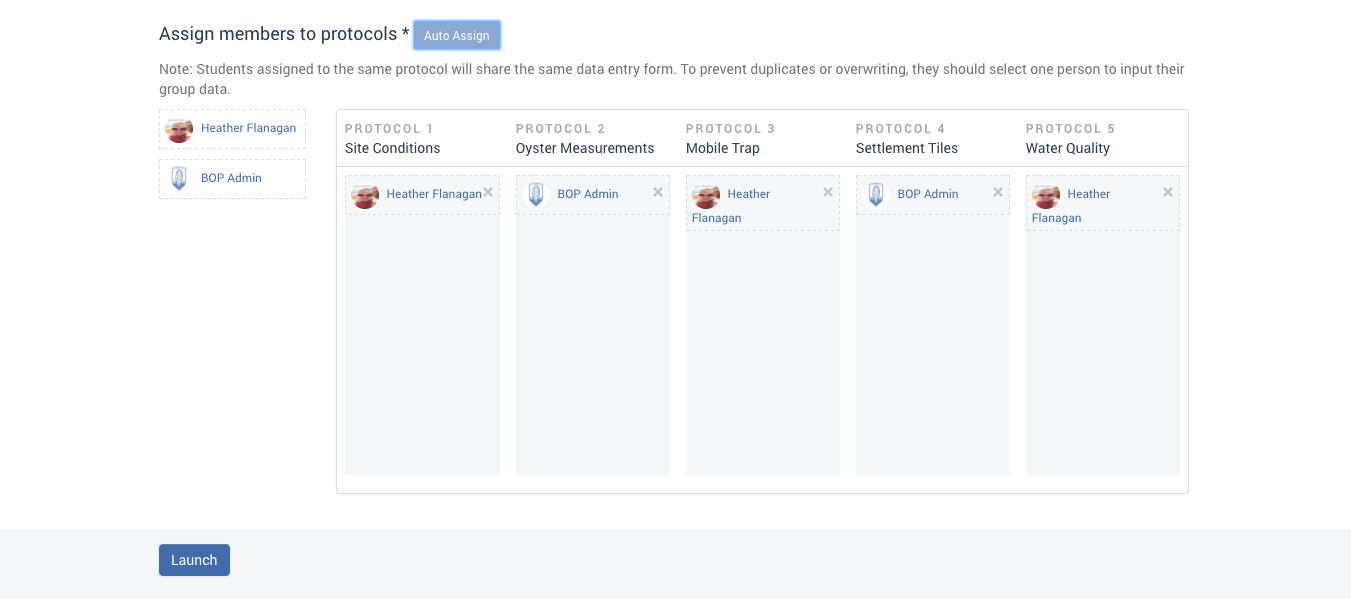 Assign members to protocols * Auto Assign
Note: Students assigned to the same protocol will share the same data entry form. To prevent duplicates or overwriting, they should select one person to input their
group data.
Heather Flanagan
BOP Admin
PROTOCOL 1
Site Conditions
Heather Flanagan ×
PROTOCOL 2
Oyster Measurements
BOP Admin ×
PROTOCOL 3
Mobile Trap
Heather ×
Flanagan
PROTOCOL 4
Settlement Tiles
BOP Admin ×
PROTOCOL 5
Water Quality
Heather ×
Flanagan
Launch